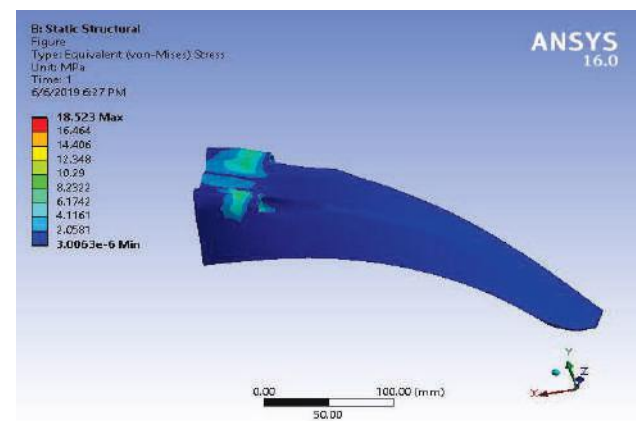 B: Static Structural
Figure
Type: Equivalent (von-Mises) Stress
Unit: MPa
Time: 1
6/6/2019 6:27 PM
18.523 Max
16.464
14.406
12.348
10.29
8.2322
6.1742
4.1161
2.0581
3.0063e-6 Min
ANSYS
16.0
0.00 100.00 (mm)
50.00
Y
Z
X